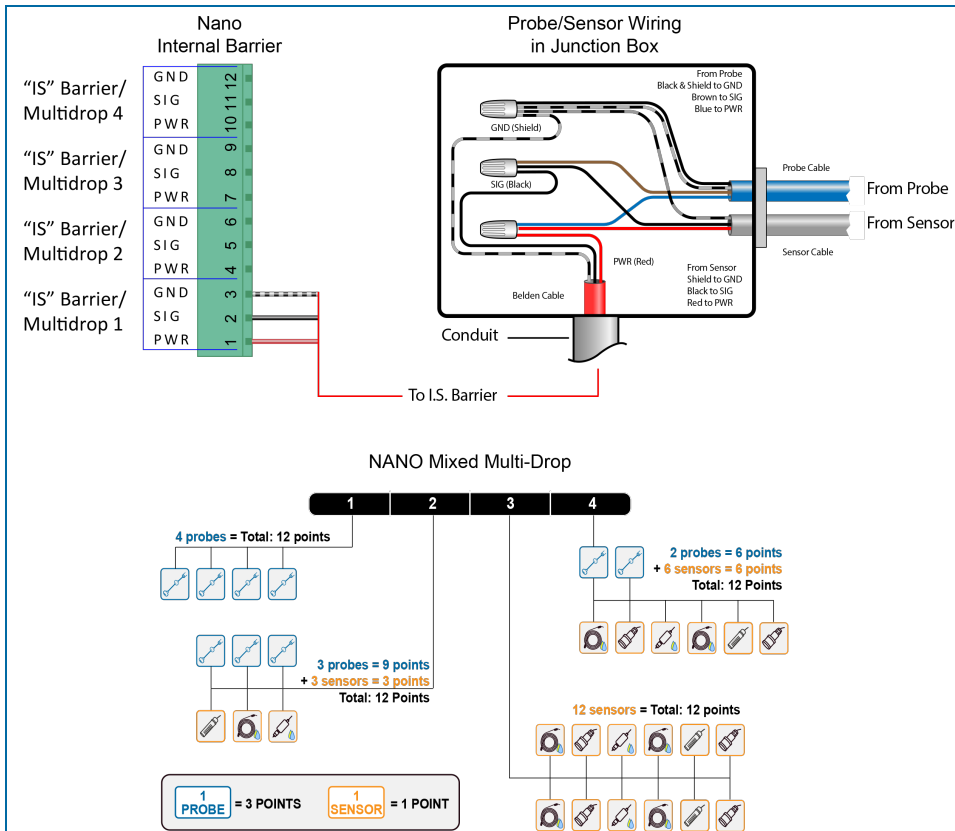 Nano
Internal Barrier
"IS" Barrier/
Multidrop 4
GND
SIG
PWR
12
11
10
"IS" Barrier/
Multidrop 3
GND
SIG
PWR
9
8
7
"IS" Barrier/
Multidrop 2
GND
SIG
PWR
6
5
4
"IS" Barrier/
Multidrop 1
GND
SIG
PWR
3
2
1
Probe/Sensor Wiring
in Junction Box
From Probe
Black & Shield to GND
Brown to SIG
Blue to PWR
GND (Shield)
SIG (Black)
PWR (Red)
Probe Cable
From Probe
From Sensor
Sensor Cable
From Sensor
Shield to GND
Black to SIG
Red to PWR
Belden Cable
Conduit
To I.S. Barrier
NANO Mixed Multi-Drop
1 2 3 4
4 probes = Total: 12 points
2 probes = 6 points
+ 6 sensors = 6 points
Total: 12 Points
3 probes = 9 points
+ 3 sensors = 3 points
Total: 12 Points
12 sensors = Total: 12 points
1
PROBE
= 3 POINTS
1
SENSOR
= 1 POINT